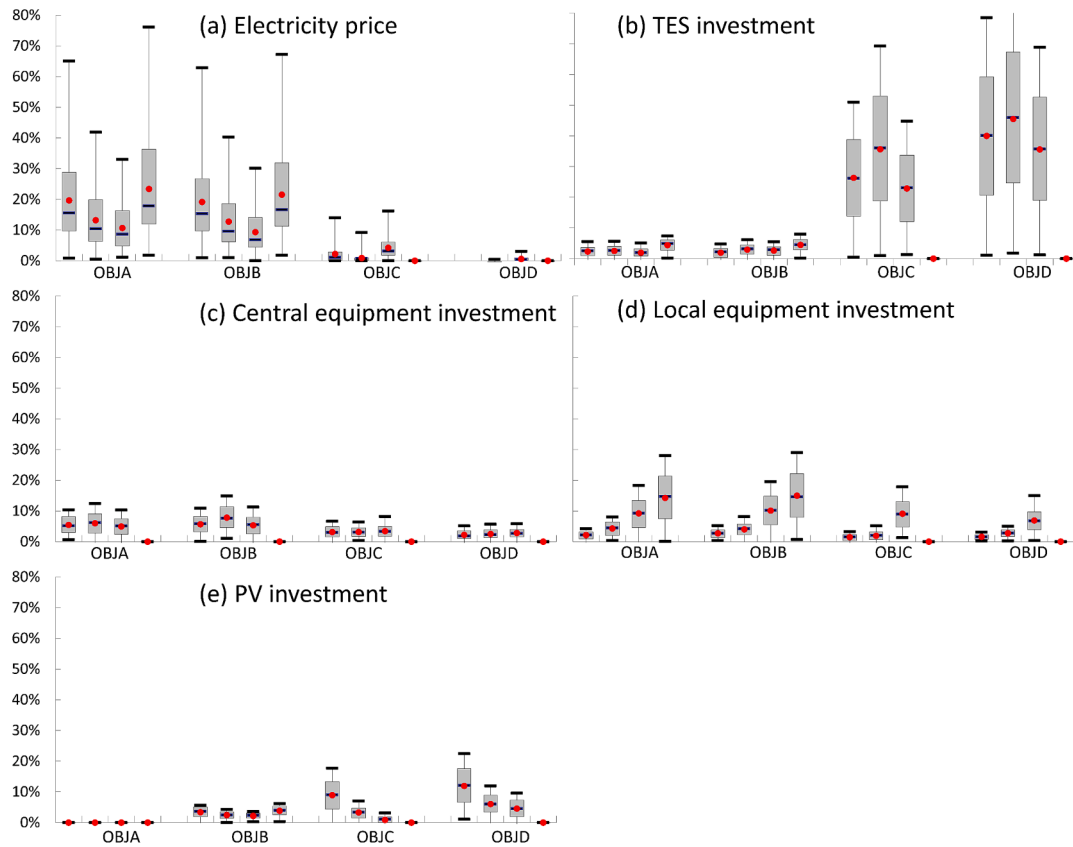 (a) Electricity price
80%
70%
60%
50%
40%
30%
20%
10%
0%
OBJA OBJB OBJC OBJD
(b) TES investment
OBJA OBJB OBJC OBJD
(c) Central equipment investment
80%
70%
60%
50%
40%
30%
20%
10%
0%
OBJA OBJB OBJC OBJD
(d) Local equipment investment
OBJA OBJB OBJC OBJD
(e) PV investment
80%
70%
60%
50%
40%
30%
20%
10%
0%
OBJA OBJB OBJC OBJD